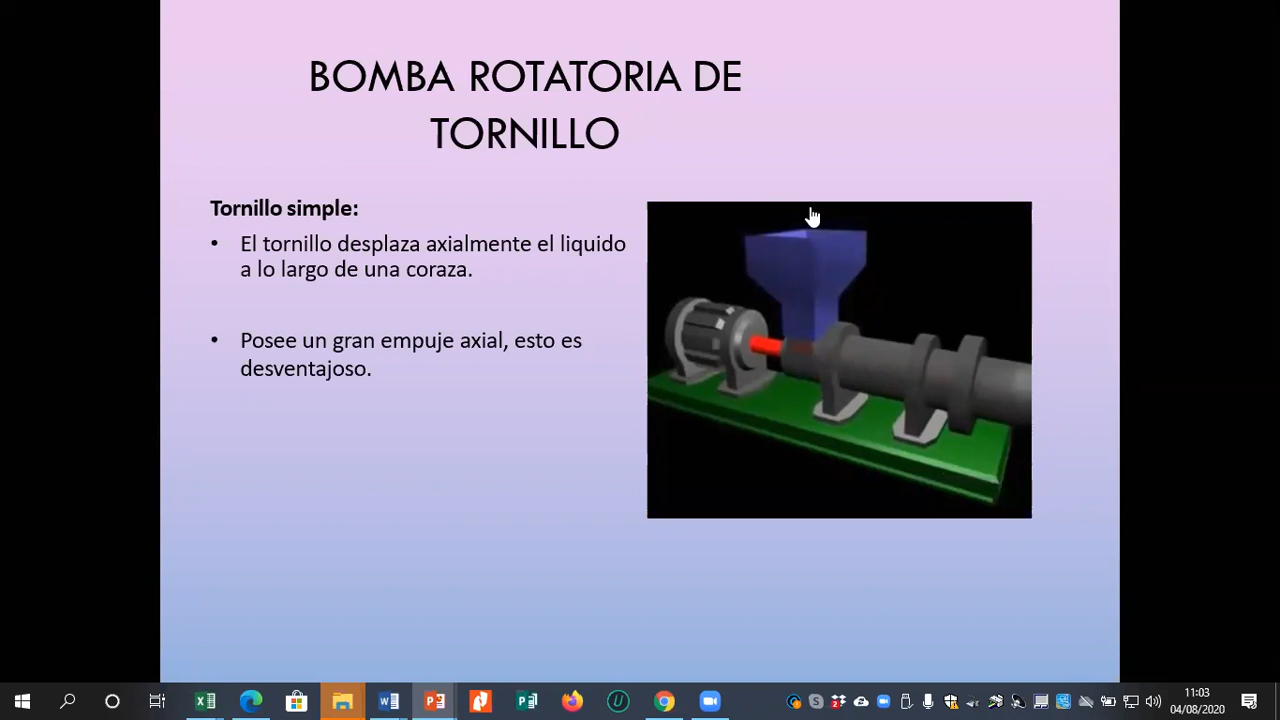 BOMBA ROTATORIA DE
TORNILLO
Tornillo simple:
• El tornillo desplaza axialmente el liquido
a lo largo de una coraza.
• Posee un gran empuje axial, esto es
desventajoso.
11:03
04/08/2020